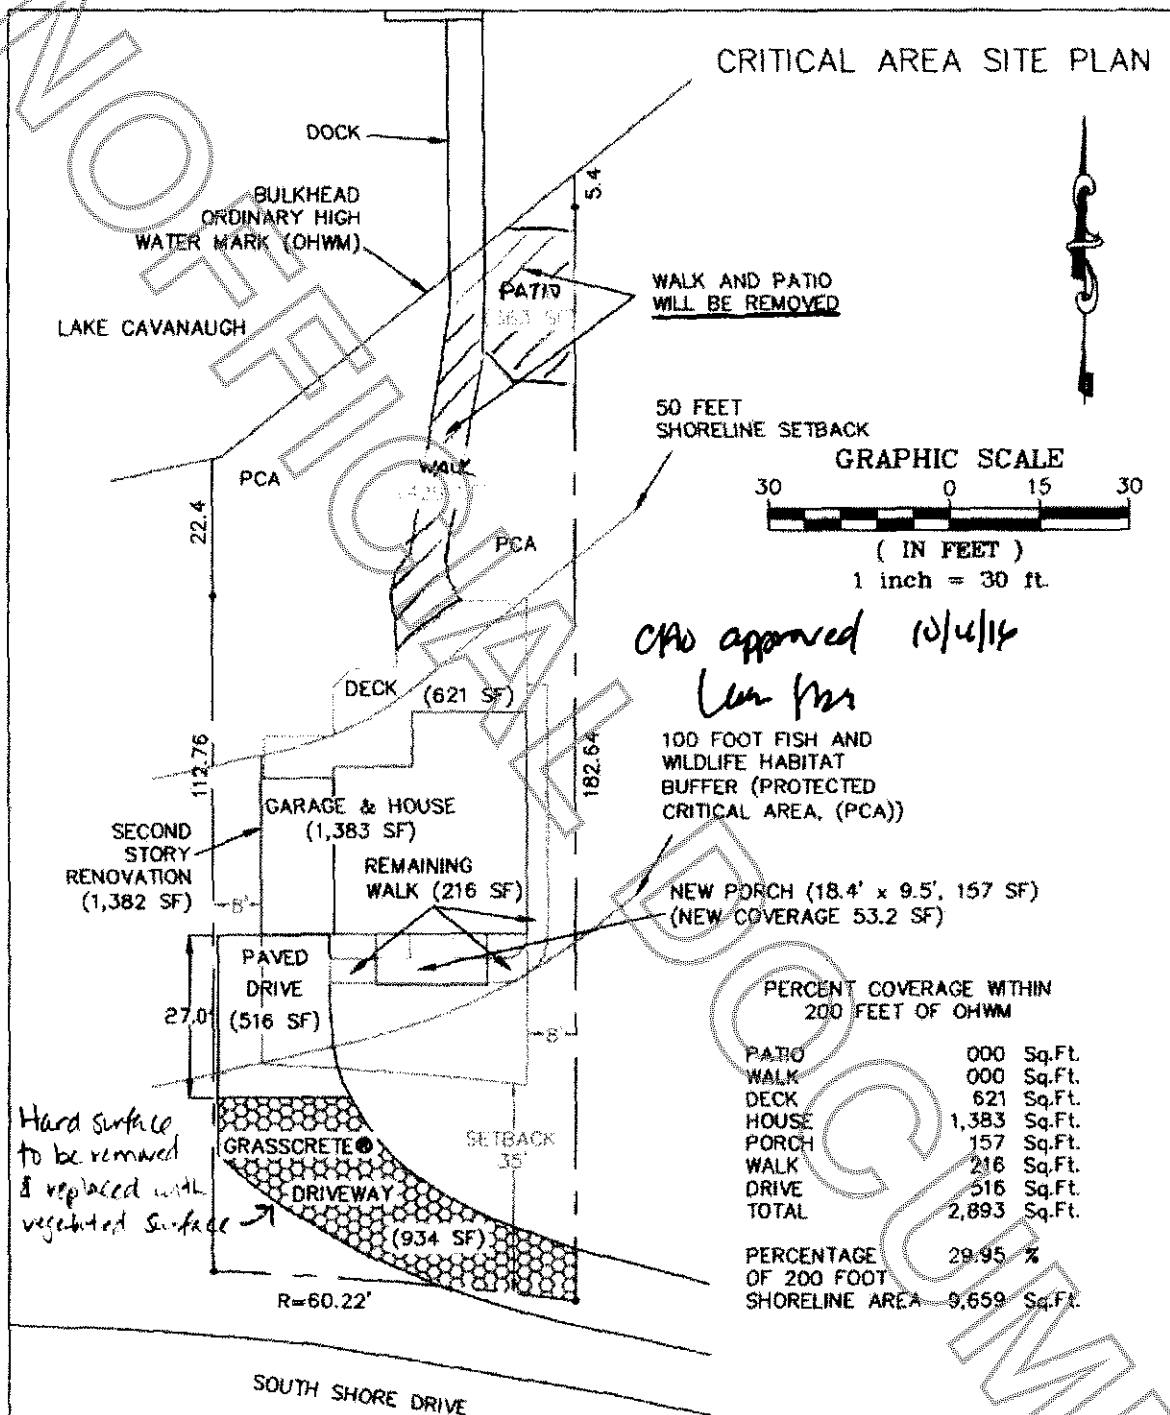 UNOFFICIAL DOCUMENT
CRITICAL AREA SITE PLAN
DOCK
5.4
BULKHEAD
ORDINARY HIGH
WATER MARK (OHWM)
WALK AND PATIO
WILL BE REMOVED
PATIO
LAKE CAVANAUGH
50 FEET
SHORELINE SETBACK
GRAPHIC SCALE
30 0 15 30
( IN FEET )
1 inch = 30 ft.
PCA
WALK
22.4
PCA
CAO approved
DECK
(621 SF)
112.76
182.64
100 FOOT FISH AND
WILDLIFE HABITAT
BUFFER (PROTECTED
CRITICAL AREA, (PCA))
GARAGE & HOUSE
(1,383 SF)
SECOND
STORY
RENOVATION
(1,382 SF)
8'
REMAINING
WALK (216 SF)
NEW PORCH (18.4' x 9.5', 157 SF)
(NEW COVERAGE 53.2 SF)
PAVED
DRIVE
(516 SF)
27.0'
8'
PERCENT COVERAGE WITHIN
200 FEET OF OHWM
PATIO 000 Sq.Ft.
WALK 000 Sq.Ft.
DECK 621 Sq.Ft.
HOUSE 1,383 Sq.Ft.
PORCH 157 Sq.Ft.
WALK 216 Sq.Ft.
DRIVE 516 Sq.Ft.
TOTAL 2,893 Sq.Ft.
PERCENTAGE 29.95 %
OF 200 FOOT
SHORELINE AREA 9,659 Sq.Ft.
Hard surface
to be removed
& replaced with
vegetated surface
GRASSCRETE
DRIVEWAY
(934 SF)
SETBACK
35'
R=60.22'
SOUTH SHORE DRIVE